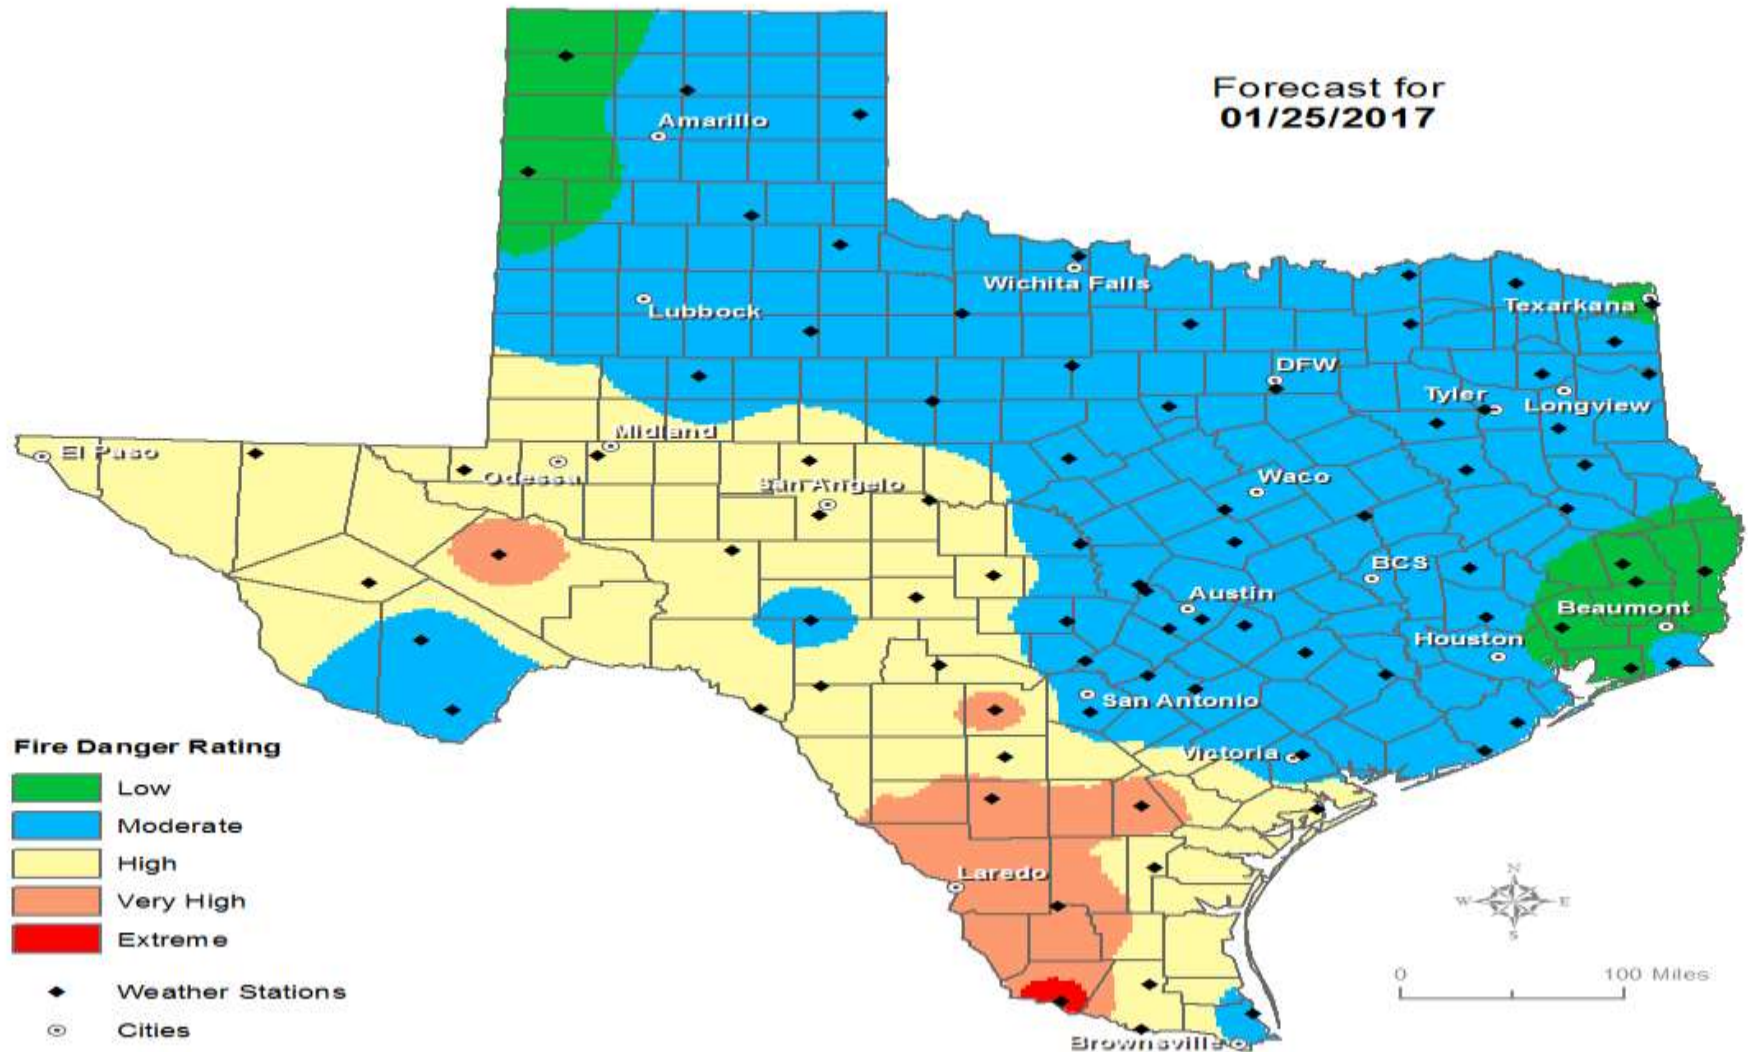 Forecast for
01/25/2017
Amarillo
Wichita Falls
Lubbock
Texarkana
DFW
Tyler
Longview
Midland
El Paso
Odessa
San Angelo
Waco
BCS
Austin
Beaumont
Houston
San Antonio
Victoria
Laredo
Brownsville
Fire Danger Rating
Low
Moderate
High
Very High
Extreme
Weather Stations
Cities
N
W E
S
0 100 Miles